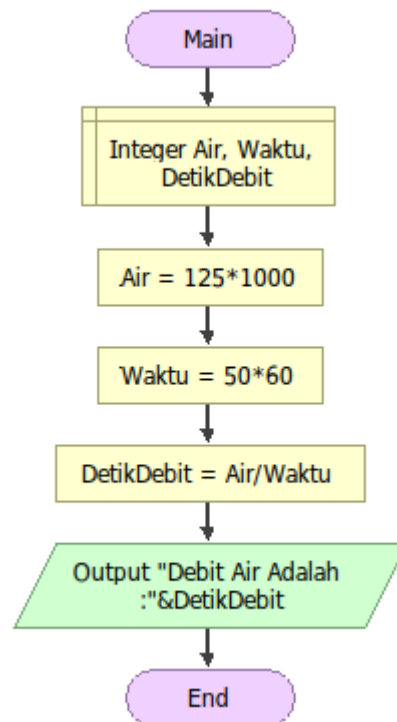 Main
Integer Air, Waktu,
DetikDebit
Air = 125*1000
Waktu = 50*60
DetikDebit = Air/Waktu
Output "Debit Air Adalah
:"&DetikDebit
End